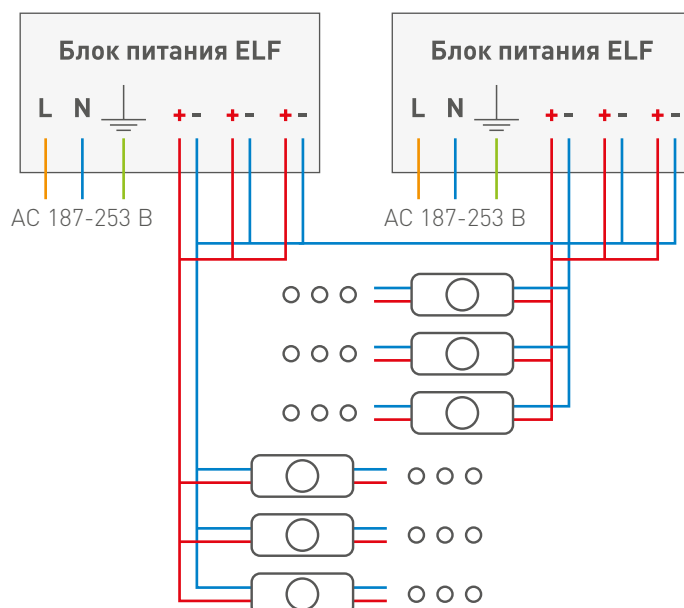 Блок питания ELF
L N + - + - + -
AC 187-253 В
Блок питания ELF
L N + - + - + -
AC 187-253 В